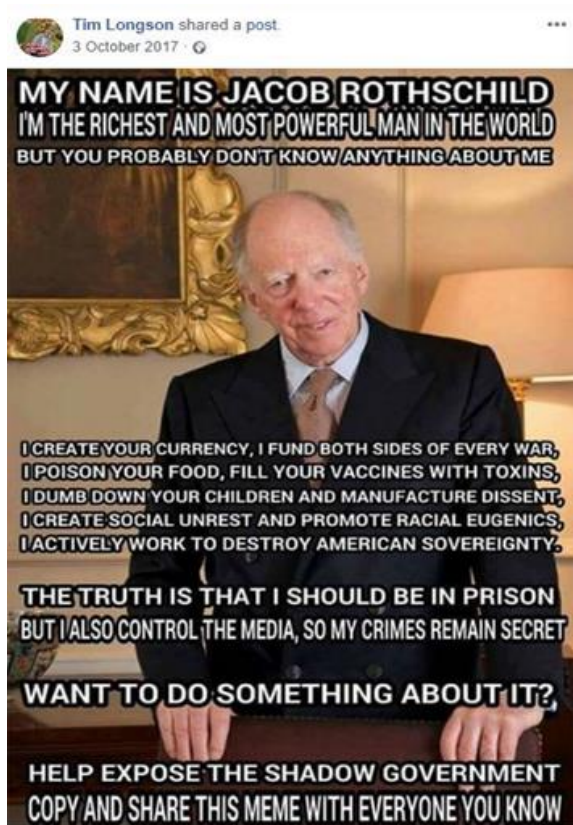 Tim Longson shared a post.
3 October 2017
MY NAME IS JACOB ROTHSCHILD
I'M THE RICHEST AND MOST POWERFUL MAN IN THE WORLD
BUT YOU PROBABLY DON'T KNOW ANYTHING ABOUT ME
I CREATE YOUR CURRENCY, I FUND BOTH SIDES OF EVERY WAR,
I POISON YOUR FOOD, FILL YOUR VACCINES WITH TOXINS,
I DUMB DOWN YOUR CHILDREN AND MANUFACTURE DISSENT,
I CREATE SOCIAL UNREST AND PROMOTE RACIAL EUGENICS,
I ACTIVELY WORK TO DESTROY AMERICAN SOVEREIGNTY.
THE TRUTH IS THAT I SHOULD BE IN PRISON
BUT I ALSO CONTROL THE MEDIA, SO MY CRIMES REMAIN SECRET
WANT TO DO SOMETHING ABOUT IT?
HELP EXPOSE THE SHADOW GOVERNMENT
COPY AND SHARE THIS MEME WITH EVERYONE YOU KNOW